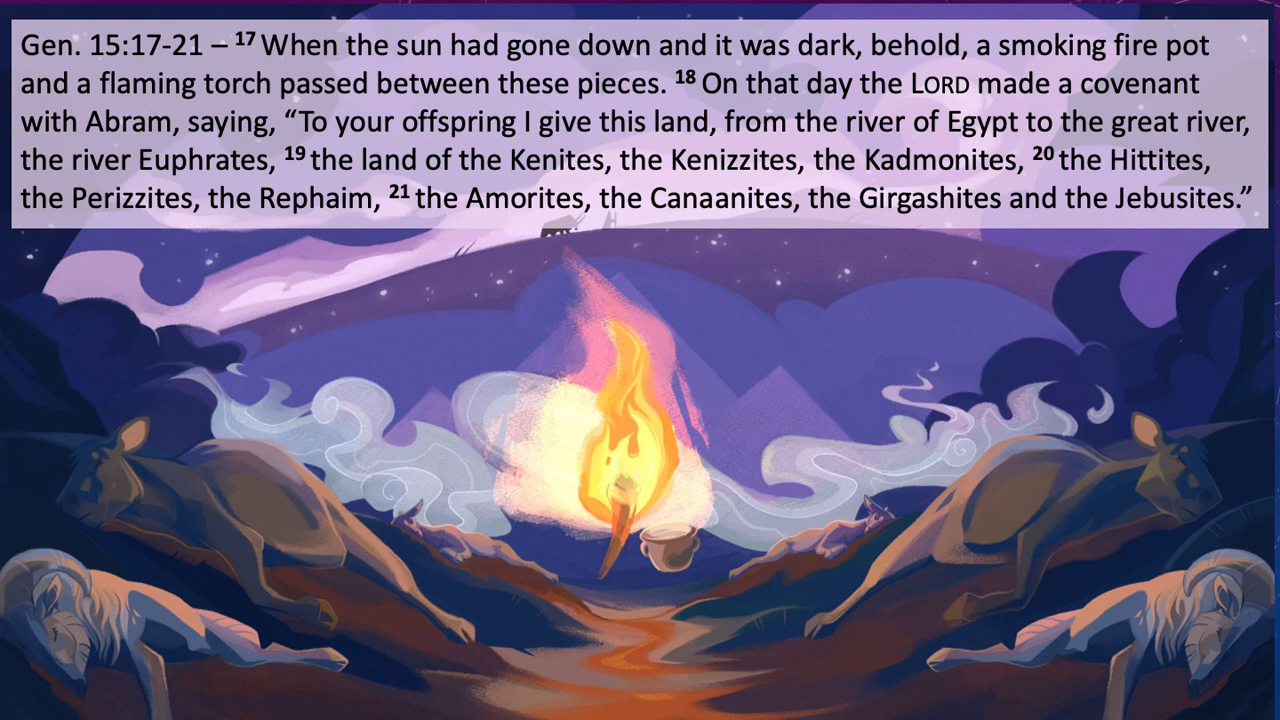 Gen. 15:17-21 – ¹⁷ When the sun had gone down and it was dark, behold, a smoking fire pot
and a flaming torch passed between these pieces. ¹⁸ On that day the LORD made a covenant
with Abram, saying, “To your offspring I give this land, from the river of Egypt to the great river,
the river Euphrates, ¹⁹ the land of the Kenites, the Kenizzites, the Kadmonites, ²⁰ the Hittites,
the Perizzites, the Rephaim, ²¹ the Amorites, the Canaanites, the Girgashites and the Jebusites.”